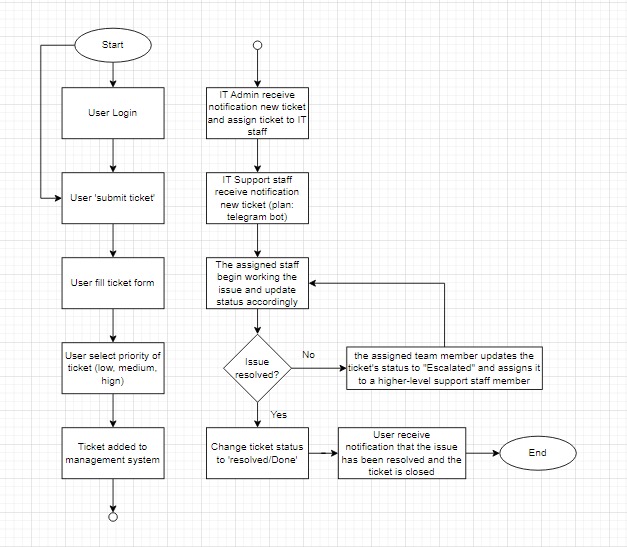 Start
User Login
User 'submit ticket'
User fill ticket form
User select priority of
ticket (low, medium,
hign)
Ticket added to
management system
IT Admin receive
notification new ticket
and assign ticket to IT
staff
IT Support staff
receive notification
new ticket (plan:
telegram bot)
The assigned staff
begin working the
issue and update
status accordingly
Issue
resolved?
No
the assigned team member updates the
ticket's status to "Escalated" and assigns it
to a higher-level support staff member
Yes
Change ticket status
to 'resolved/Done'
User receive
notification that the issue
has been resolved and the
ticket is closed
End